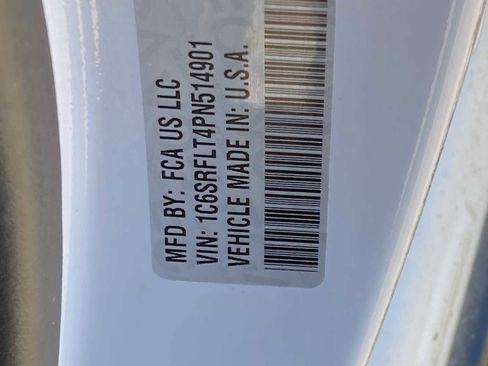 MFD BY: FCA US LLC
VIN: 1C6SRFLT4PN514901
VEHICLE MADE IN: U.S.A.